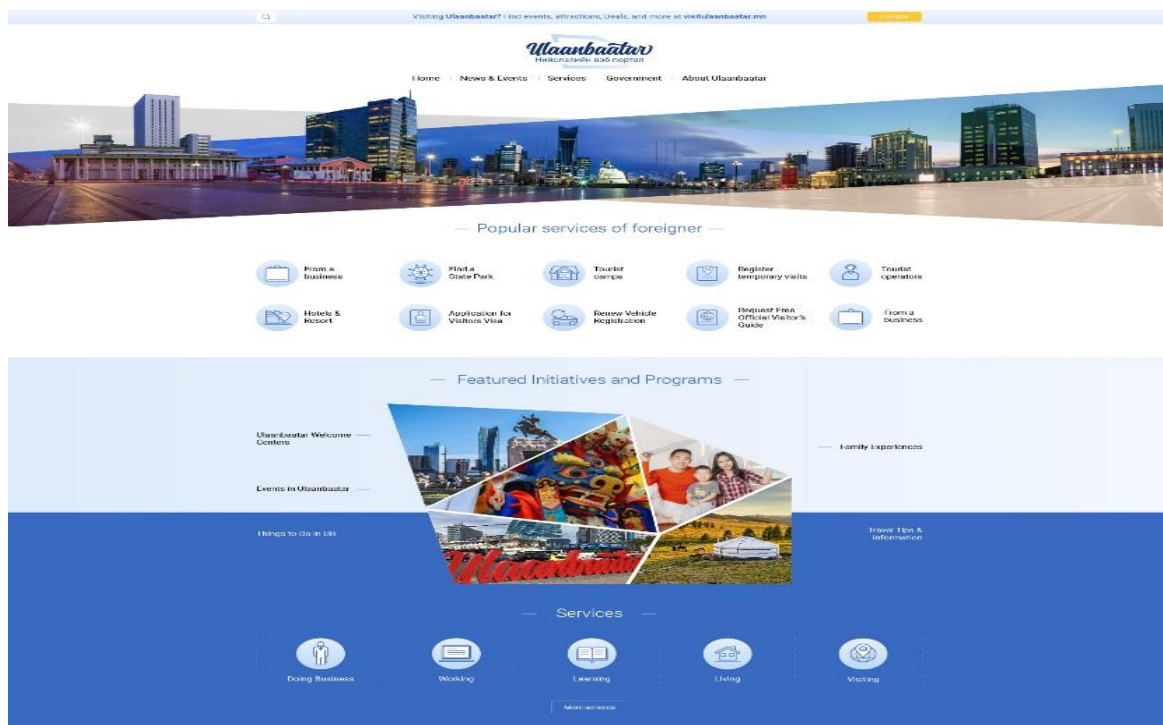 Visiting Ulaanbaatar? Find events, attractions, Deals, and more at visitulaanbaatar.mn
Ulaanbaatar
Нийслэлийн вэб портал
Home News & Events Services Government About Ulaanbaatar
Popular services of foreigner
From a
business
Find a
State Park
Tourist
camps
Register
temporary visits
Tourist
operators
Hotels &
Resort
Application for
Visitors Visa
Renew Vehicle
Registration
Request Free
Official Visitor's
Guide
From a
business
Featured Initiatives and Programs
Ulaanbaatar Welcome
Centers
Family Experiences
Events in Ulaanbaatar
Things to Do in UB
Travel Tips &
Information
Ulaanbaatar
Services
Doing Business
Working
Learning
Living
Visiting
More services